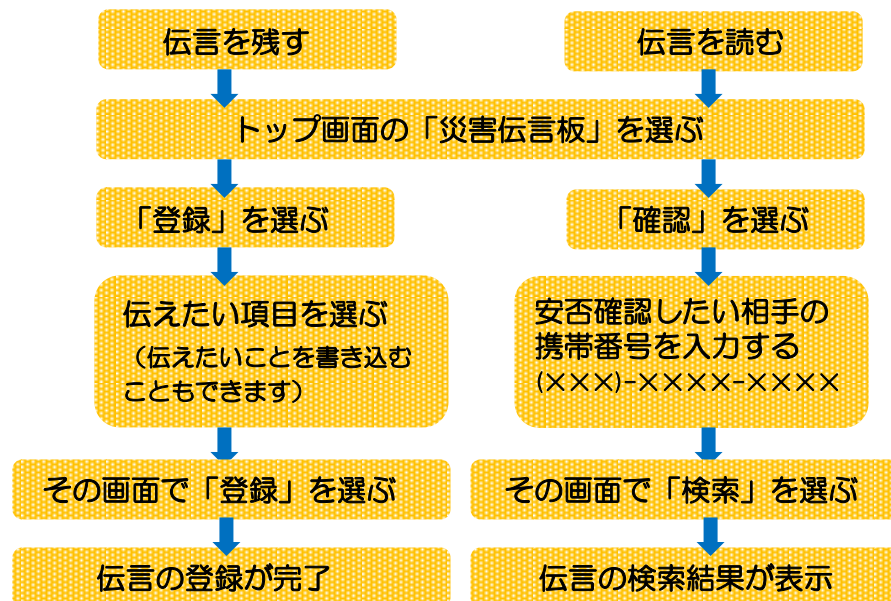 伝言を残す
伝言を読む
トップ画面の「災害伝言板」を選ぶ
「登録」を選ぶ
「確認」を選ぶ
伝えたい項目を選ぶ
（伝えたいことを書き込む
こともできます）
安否確認したい相手の
携帯番号を入力する
(×××)-××××-××××
その画面で「登録」を選ぶ
その画面で「検索」を選ぶ
伝言の登録が完了
伝言の検索結果が表示